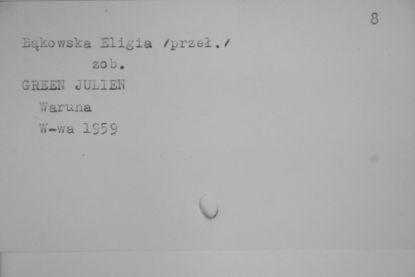 8
Bąkowska Eligia /przeł./
zob.
GREEN JULIEN
Waruna
W-wa 1959